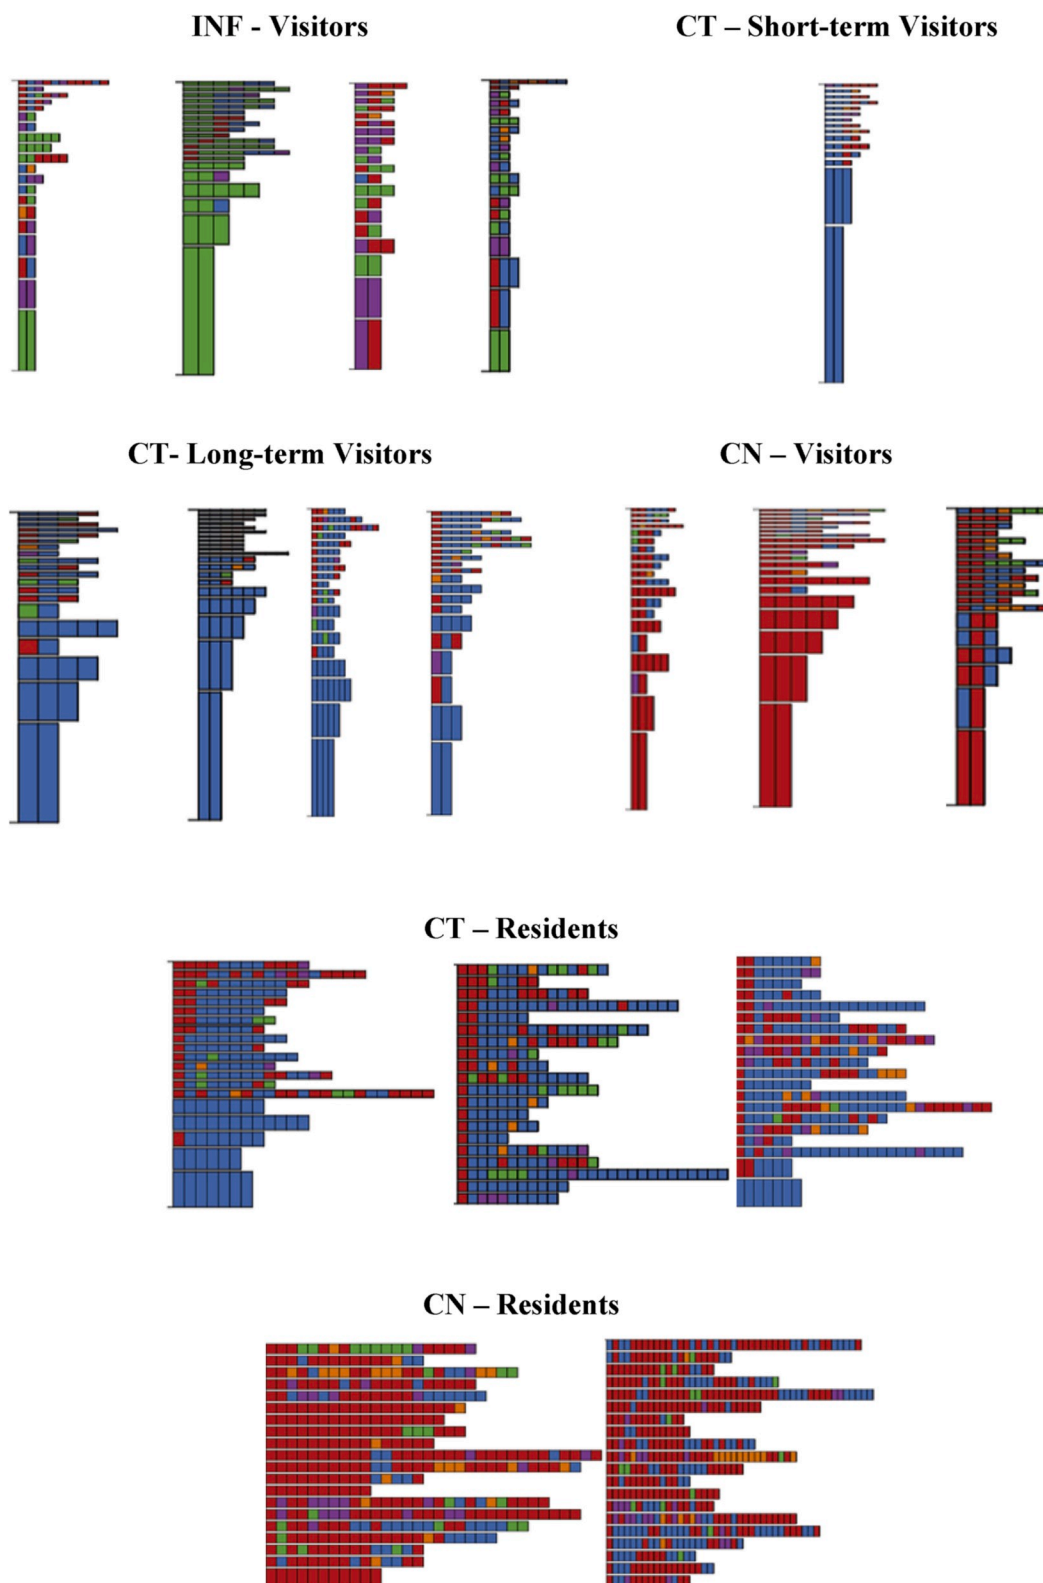 INF - Visitors
CT – Short-term Visitors
CT- Long-term Visitors
CN – Visitors
CT – Residents
CN – Residents